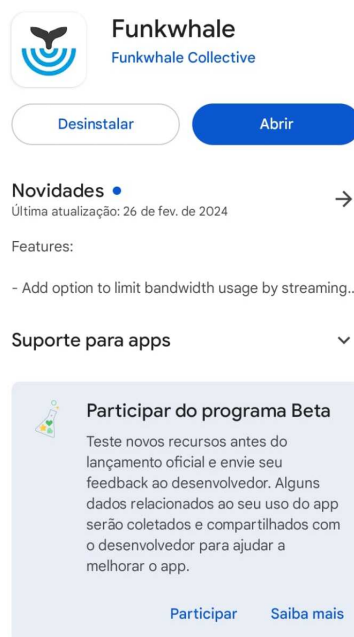 Funkwhale
Funkwhale Collective
Desinstalar
Abrir
Novidades
Última atualização: 26 de fev. de 2024
Features:
- Add option to limit bandwidth usage by streaming..
Suporte para apps
Participar do programa Beta
Teste novos recursos antes do
lançamento oficial e envie seu
feedback ao desenvolvedor. Alguns
dados relacionados ao seu uso do app
serão coletados e compartilhados com
o desenvolvedor para ajudar a
melhorar o app.
Participar
Saiba mais